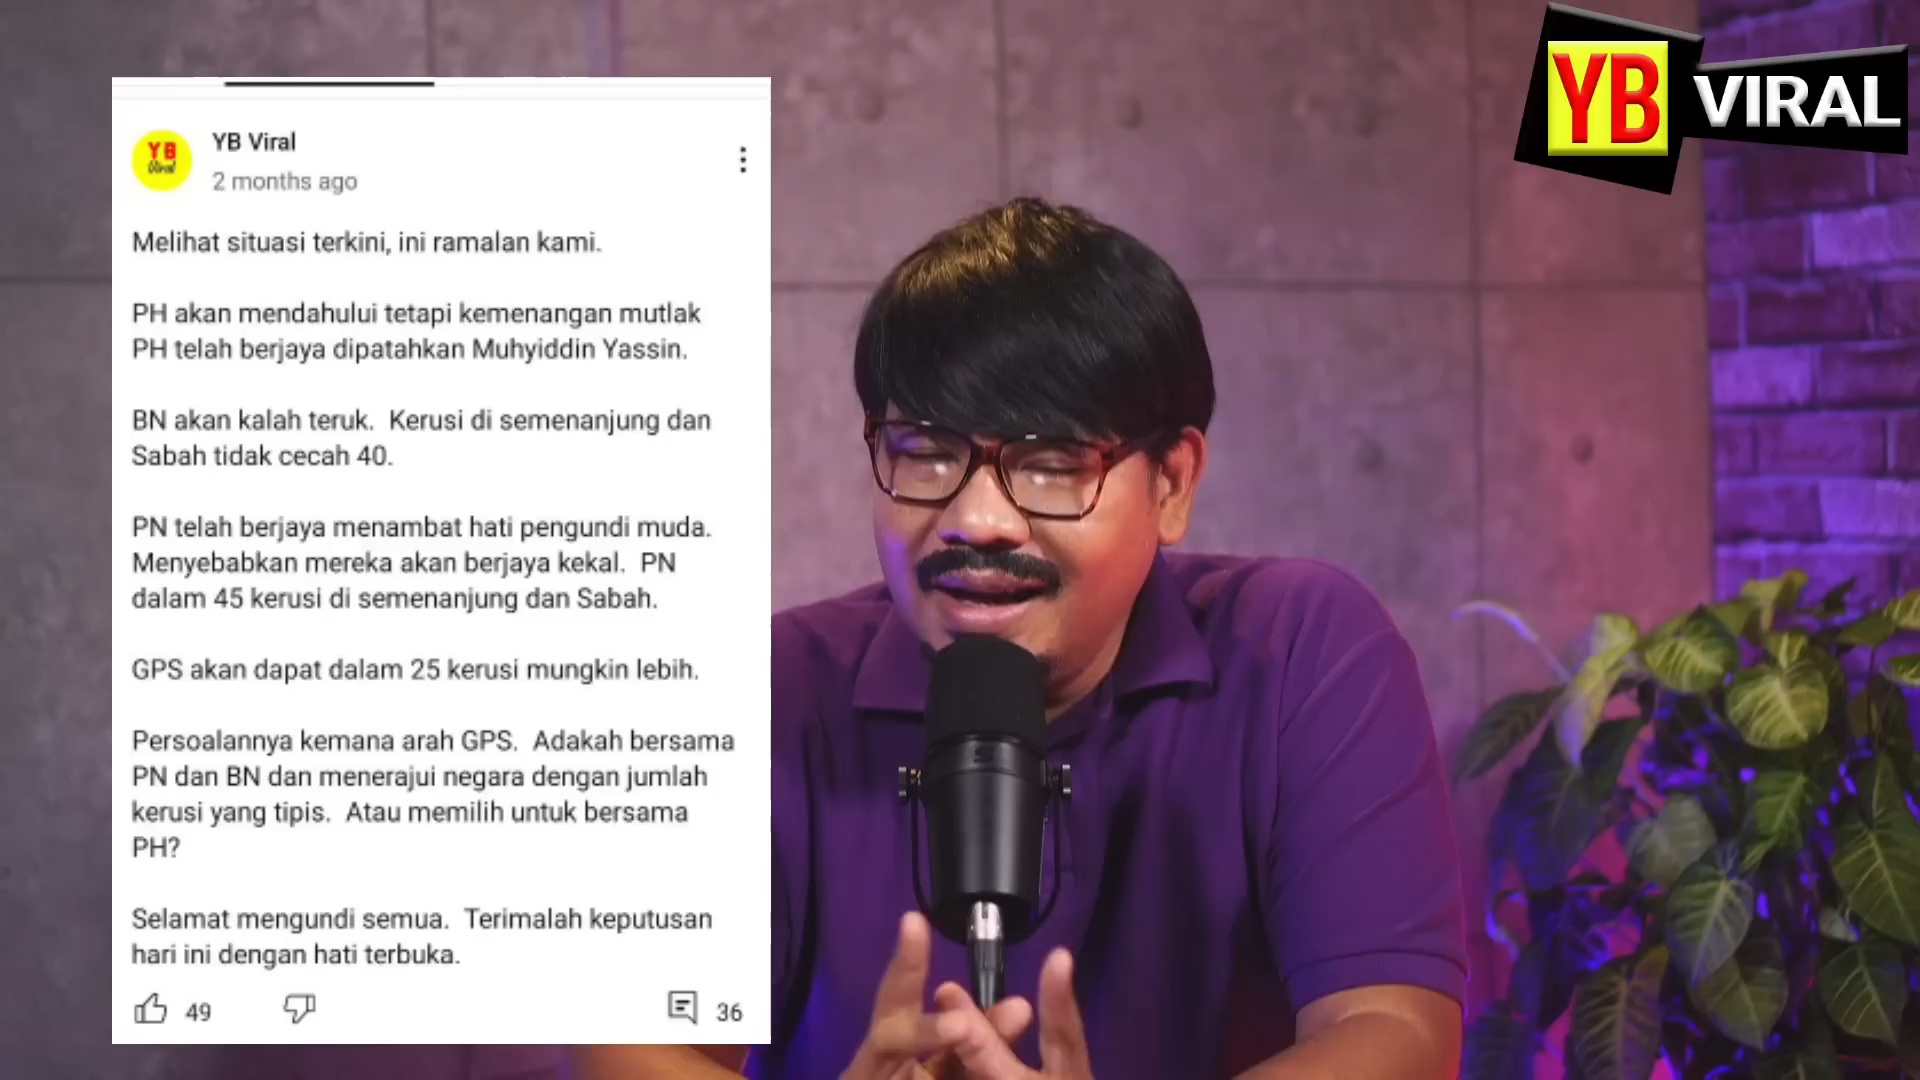 YB VIRAL
YB Viral
YB Viral
2 months ago
Melihat situasi terkini, ini ramalan kami.
PH akan mendahului tetapi kemenangan mutlak
PH telah berjaya dipatahkan Muhyiddin Yassin.
BN akan kalah teruk.  Kerusi di semenanjung dan
Sabah tidak cecah 40.
PN telah berjaya menambat hati pengundi muda.
Menyebabkan mereka akan berjaya kekal.  PN
dalam 45 kerusi di semenanjung dan Sabah.
GPS akan dapat dalam 25 kerusi mungkin lebih.
Persoalannya kemana arah GPS.  Adakah bersama
PN dan BN dan menerajui negara dengan jumlah
kerusi yang tipis.  Atau memilih untuk bersama
PH?
Selamat mengundi semua.  Terimalah keputusan
hari ini dengan hati terbuka.
49
36